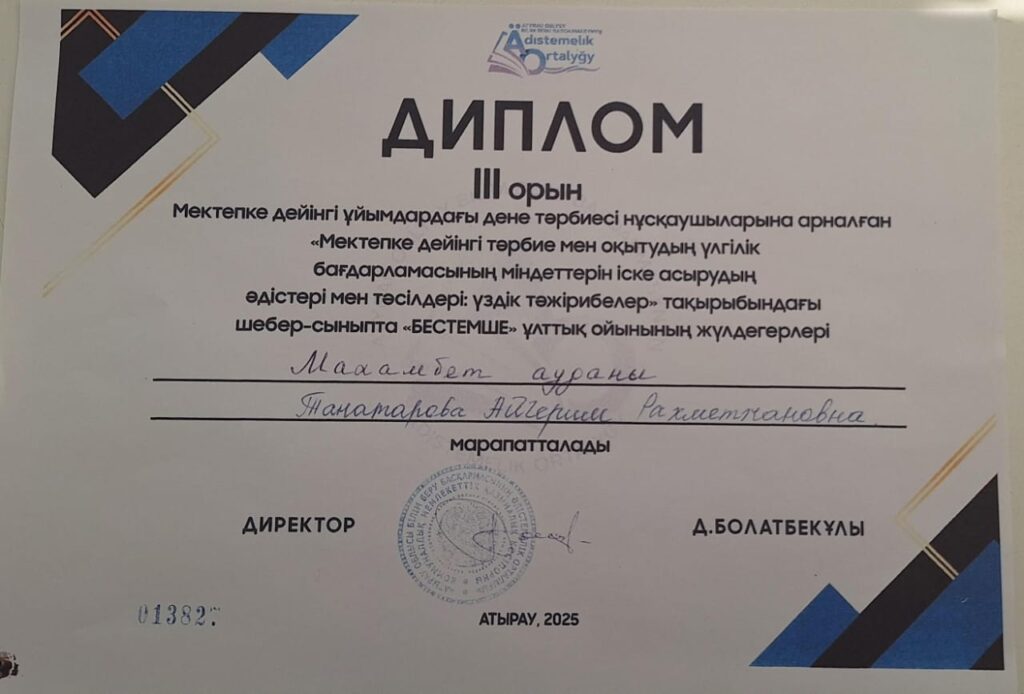 Ádistemelik
Ortalyǵy
ДИПЛОМ
III орын
Мектепке дейінгі ұйымдардағы дене тәрбиесі нұсқаушыларына арналған
«Мектепке дейінгі тәрбие мен оқытудың үлгілік
бағдарламасының міндеттерін іске асырудың
әдістері мен тәсілдері: үздік тәжірибелер» тақырыбындағы
шебер-сыныпта «БЕСТЕМШЕ» ұлттық ойынының жүлдегерлері
Махамбет ауданы
Танатарова Айгерим Рахметжановна
марапатталады
ДИРЕКТОР
Д.БОЛАТБЕКҰЛЫ
01382
АТЫРАУ, 2025